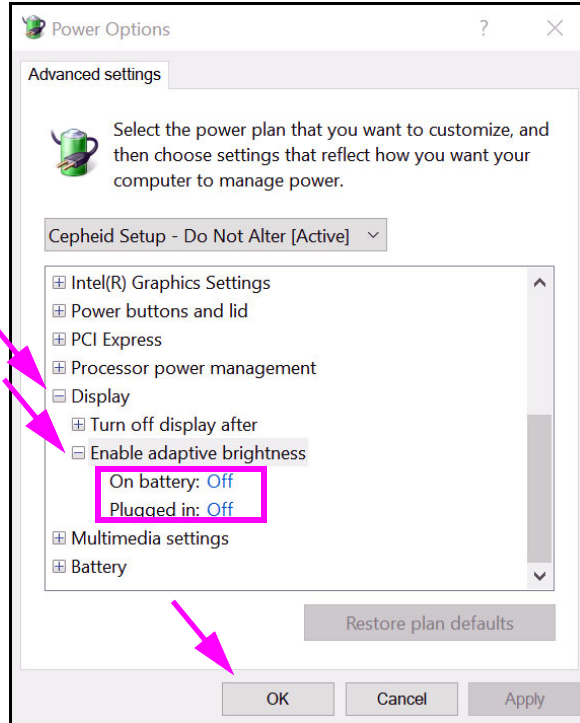 Power Options
Advanced settings
Select the power plan that you want to customize, and
then choose settings that reflect how you want your
computer to manage power.
Cepheid Setup - Do Not Alter [Active]
Intel(R) Graphics Settings
Power buttons and lid
PCI Express
Processor power management
Display
Turn off display after
Enable adaptive brightness
On battery: Off
Plugged in: Off
Multimedia settings
Battery
Restore plan defaults
OK Cancel Apply